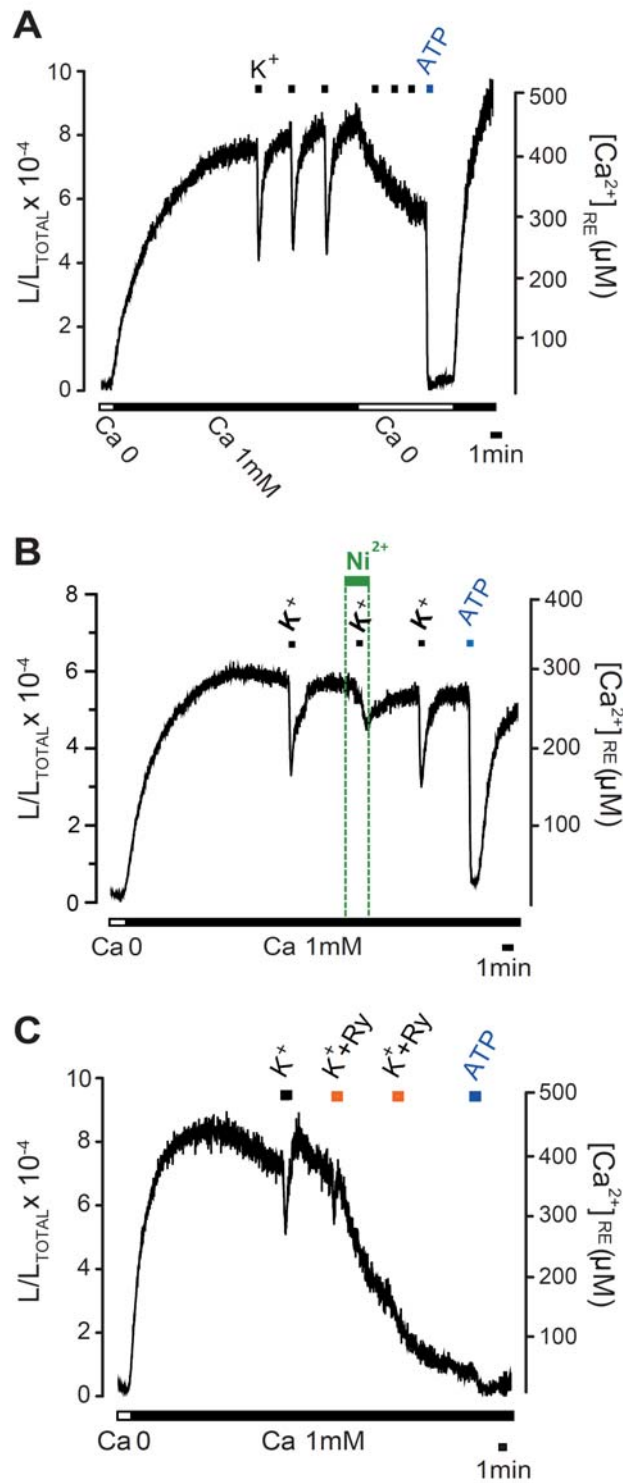 A
K+ ATP
10
8
6
4
2
0
L/LTOTAL x 10-4
500
400
300
200
100
[Ca2+]RE (µM)
Ca 0 Ca 1mM Ca 0
1min
B
Ni2+
K+ K+ K+ ATP
8
6
4
2
0
L/LTOTAL x 10-4
400
300
200
100
[Ca2+]RE (µM)
Ca 0 Ca 1mM
1min
C
K+ K++Ry K++Ry ATP
10
8
6
4
2
0
L/LTOTAL x 10-4
500
400
300
200
100
[Ca2+]RE (µM)
Ca 0 Ca 1mM
1min